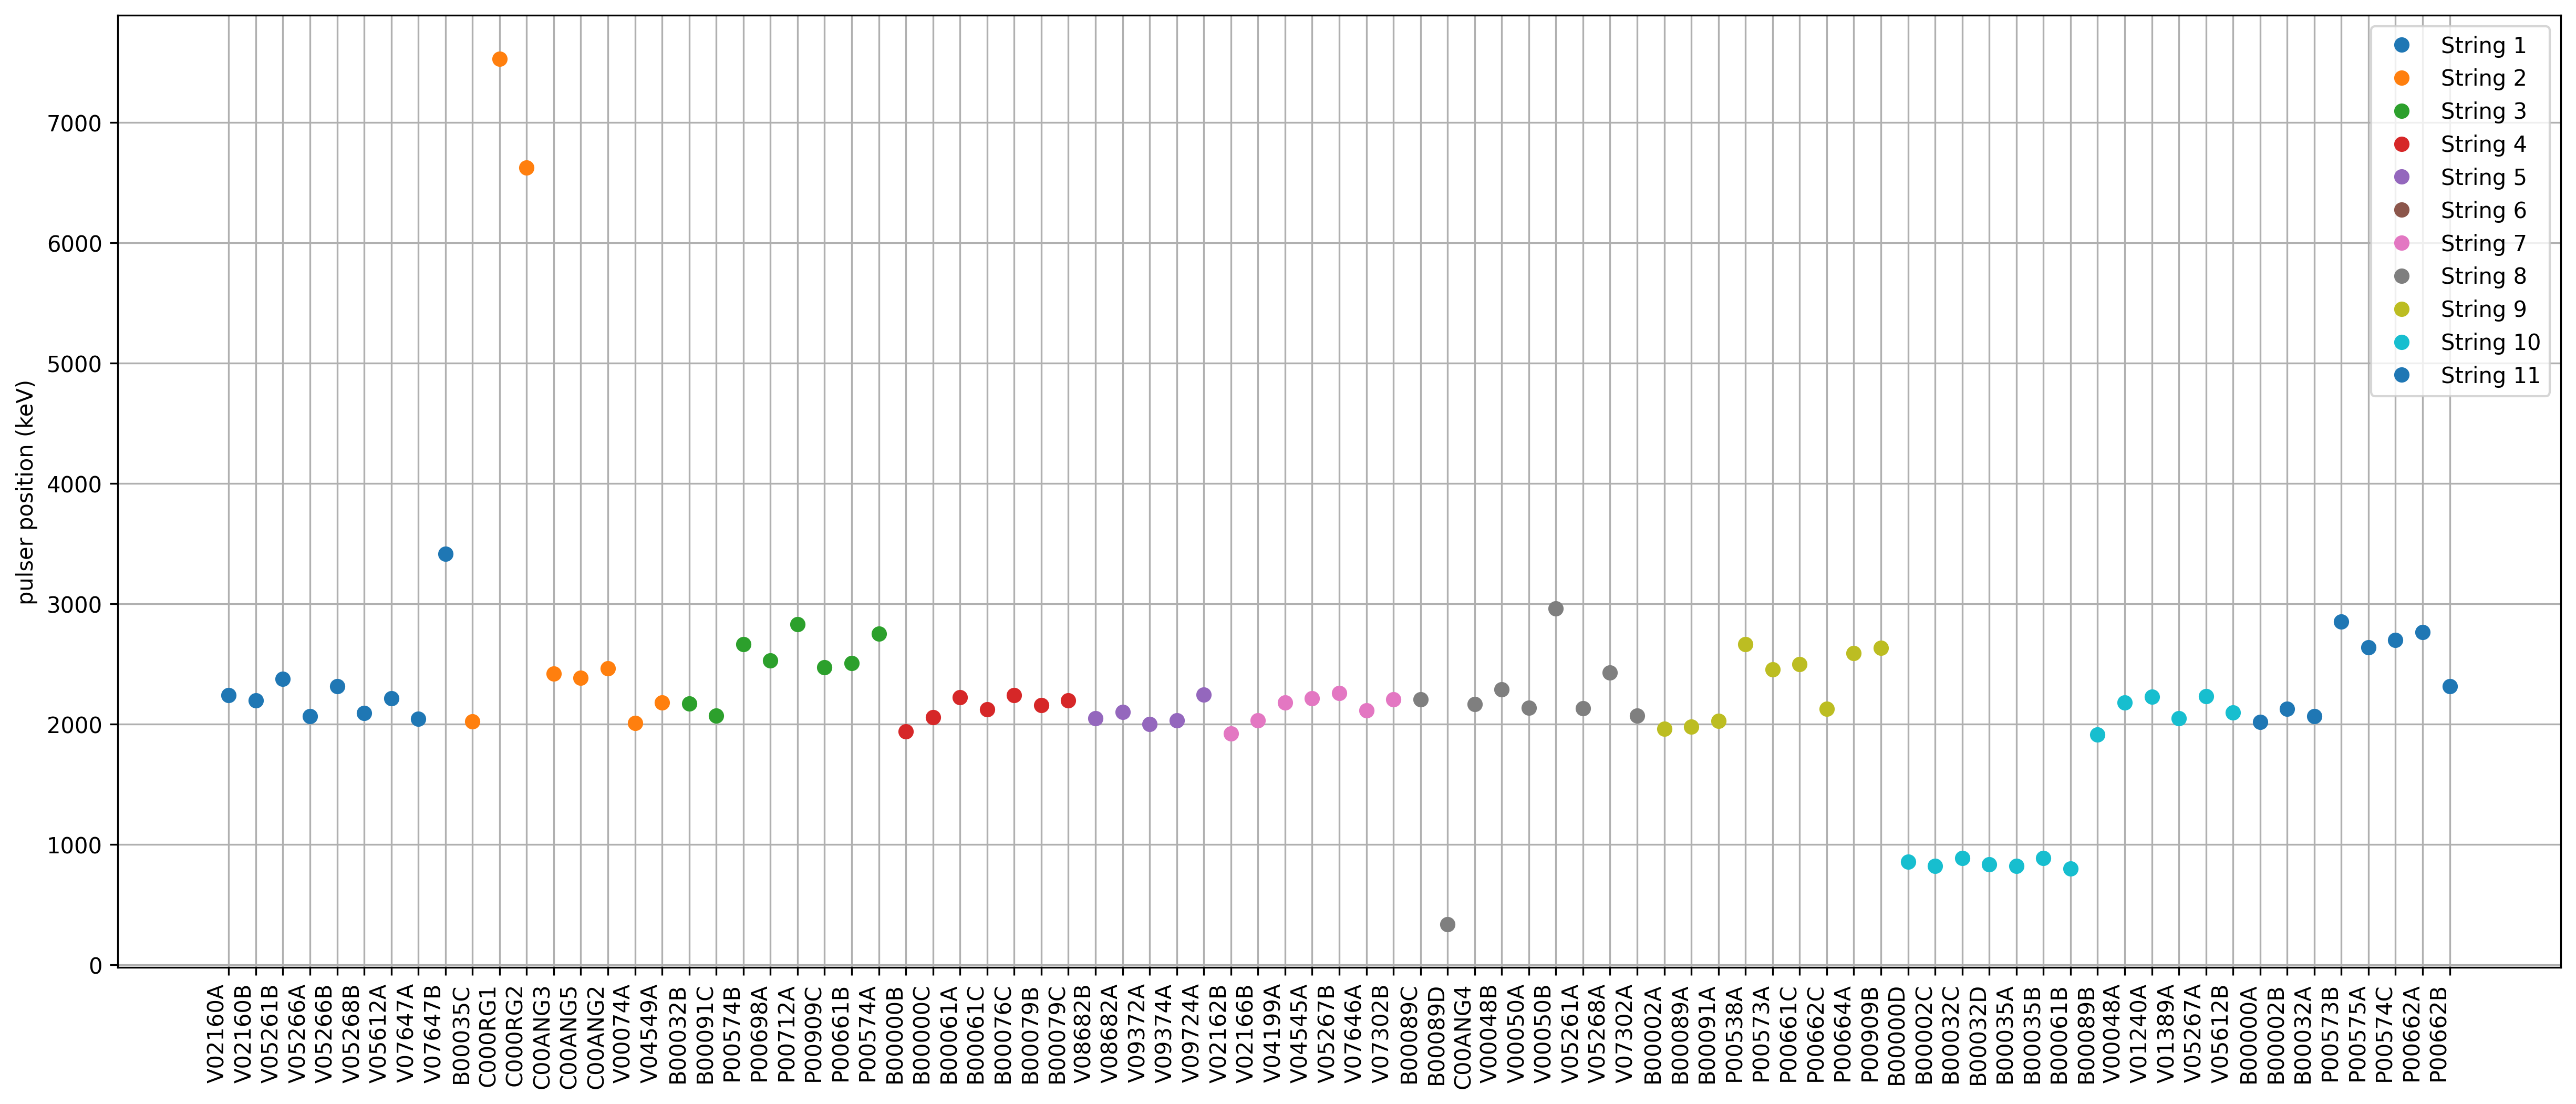 pulser position (keV)
7000
6000
5000
4000
3000
2000
1000
0
String 1
String 2
String 3
String 4
String 5
String 6
String 7
String 8
String 9
String 10
String 11
V02160A
V02160B
V05261B
V05266A
V05266B
V05268B
V05612A
V07647A
V07647B
B00035C
C000RG1
C000RG2
C00ANG3
C00ANG5
C00ANG2
V00074A
V04549A
B00032B
B00091C
P00574B
P00698A
P00712A
P00909C
P00661B
P00574A
B00000B
B00000C
B00061A
B00061C
B00076C
B00079B
B00079C
V08682B
V08682A
V09372A
V09374A
V09724A
V02162B
V02166B
V04199A
V04545A
V05267B
V07646A
V07302B
B00089C
B00089D
C00ANG4
V00048B
V00050A
V00050B
V05261A
V05268A
V07302A
B00002A
B00089A
B00091A
P00538A
P00573A
P00661C
P00662C
P00664A
P00909B
B00000D
B00002C
B00032C
B00032D
B00035A
B00035B
B00061B
B00089B
V00048A
V01240A
V01389A
V05267A
V05612B
B00000A
B00002B
B00032A
P00573B
P00575A
P00574C
P00662A
P00662B